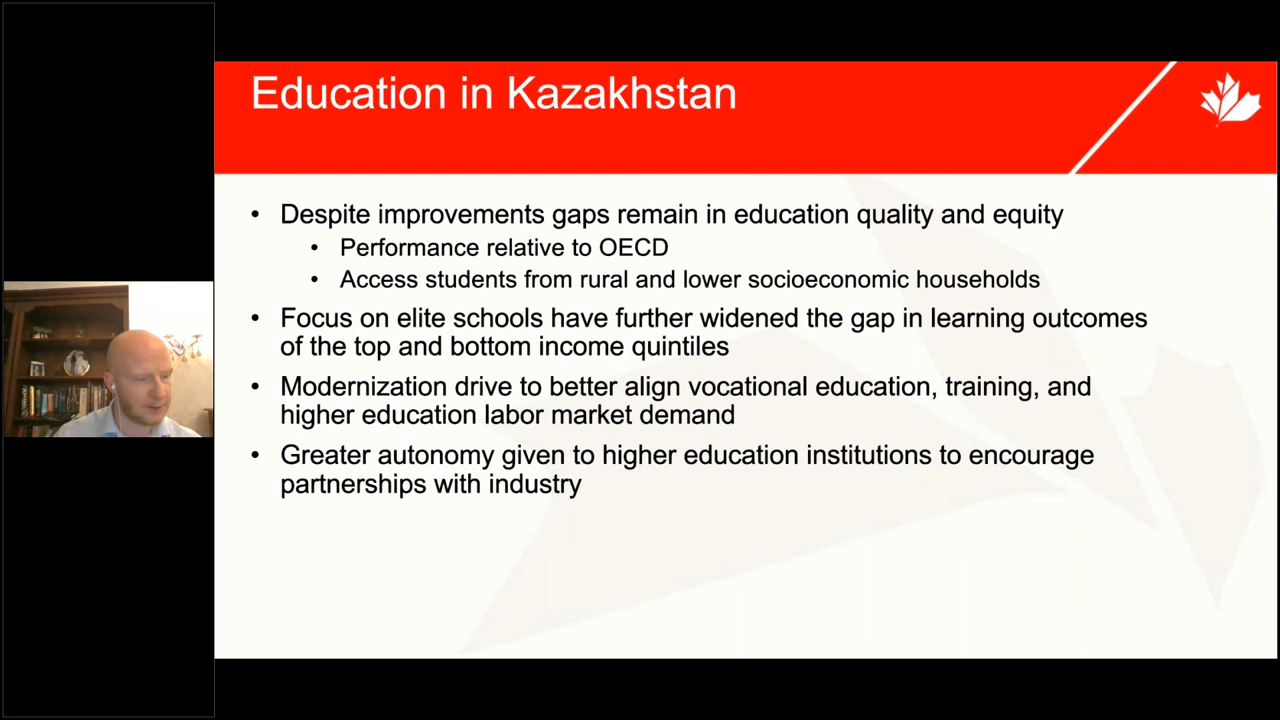 Education in Kazakhstan
• Despite improvements gaps remain in education quality and equity
• Performance relative to OECD
• Access students from rural and lower socioeconomic households
• Focus on elite schools have further widened the gap in learning outcomes
of the top and bottom income quintiles
• Modernization drive to better align vocational education, training, and
higher education labor market demand
• Greater autonomy given to higher education institutions to encourage
partnerships with industry